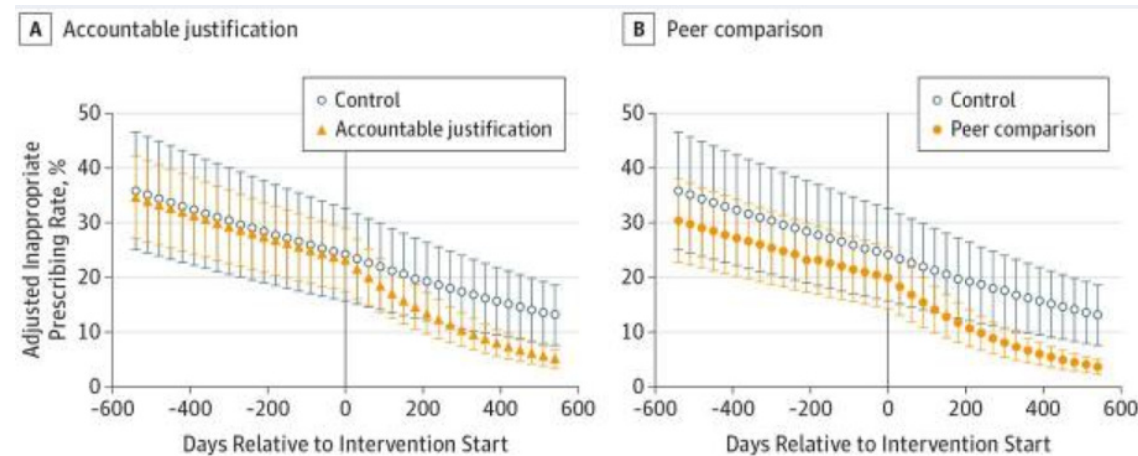 A Accountable justification
Control
Accountable justification
Adjusted Inappropriate
Prescribing Rate, %
50
40
30
20
10
0
-600 -400 -200 0 200 400 600
Days Relative to Intervention Start
B Peer comparison
Control
Peer comparison
50
40
30
20
10
0
-600 -400 -200 0 200 400 600
Days Relative to Intervention Start